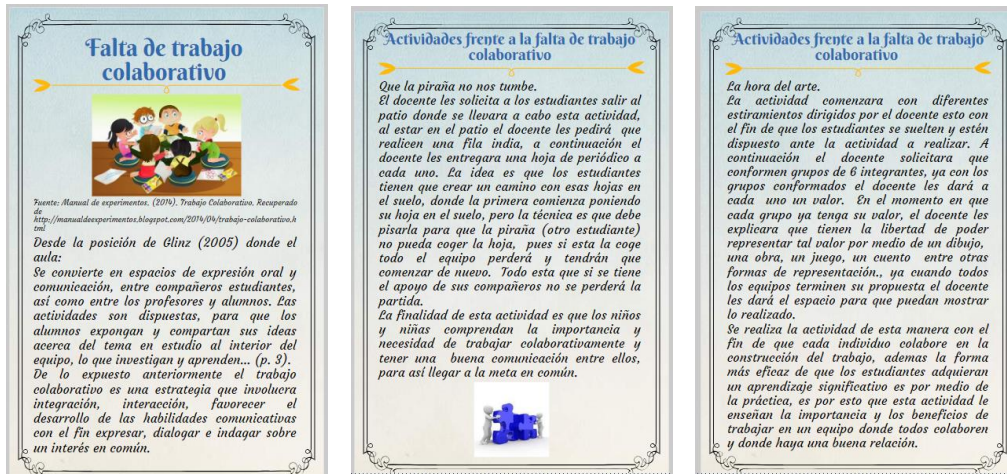 Falta de trabajo
colaborativo
Fuente: Manual de experimentos. (2014). Trabajo Colaborativo. Recuperado
de
http://manualdeexperimentos.blogspot.com/2014/04/trabajo-colaborativo.h
tml
Desde la posición de Glinz (2005) donde el
aula:
Se convierte en espacios de expresión oral y
comunicación, entre compañeros estudiantes,
así como entre los profesores y alumnos. Las
actividades son dispuestas, para que los
alumnos expongan y compartan sus ideas
acerca del tema en estudio al interior del
equipo, lo que investigan y aprenden... (p. 3).
De lo expuesto anteriormente el trabajo
colaborativo es una estrategia que involucra
integración, interacción, favorecer el
desarrollo de las habilidades comunicativas
con el fin expresar, dialogar e indagar sobre
un interés en común.
Actividades frente a la falta de trabajo
colaborativo
Que la piraña no nos tumbe.
El docente les solicita a los estudiantes salir al
patio donde se llevara a cabo esta actividad,
al estar en el patio el docente les pedirá que
realicen una fila india, a continuación el
docente les entregara una hoja de periódico a
cada uno. La idea es que los estudiantes
tienen que crear un camino con esas hojas en
el suelo, donde la primera comienza poniendo
su hoja en el suelo, pero la técnica es que debe
pisarla para que la piraña (otro estudiante)
no pueda coger la hoja, pues si esta la coge
todo el equipo perderá y tendrán que
comenzar de nuevo. Todo esta que si se tiene
el apoyo de sus compañeros no se perderá la
partida.
La finalidad de esta actividad es que los niños
y niñas comprendan la importancia y
necesidad de trabajar colaborativamente y
tener una buena comunicación entre ellos,
para así llegar a la meta en común.
Actividades frente a la falta de trabajo
colaborativo
La hora del arte.
La actividad comenzara con diferentes
estiramientos dirigidos por el docente esto con
el fin de que los estudiantes se suelten y estén
dispuesto ante la actividad a realizar. A
continuación el docente solicitara que
conformen grupos de 6 integrantes, ya con los
grupos conformados el docente les dará a
cada uno un valor. En el momento en que
cada grupo ya tenga su valor, el docente les
explicara que tienen la libertad de poder
representar tal valor por medio de un dibujo,
una obra, un juego, un cuento entre otras
formas de representación., ya cuando todos
los equipos terminen su propuesta el docente
les dará el espacio para que puedan mostrar
lo realizado.
Se realiza la actividad de esta manera con el
fin de que cada individuo colabore en la
construcción del trabajo, ademas la forma
más eficaz de que los estudiantes adquieran
un aprendizaje significativo es por medio de
la práctica, es por esto que esta actividad le
enseñan la importancia y los beneficos de
trabajar en un equipo donde todos colaboren
y donde haya una buena relación.